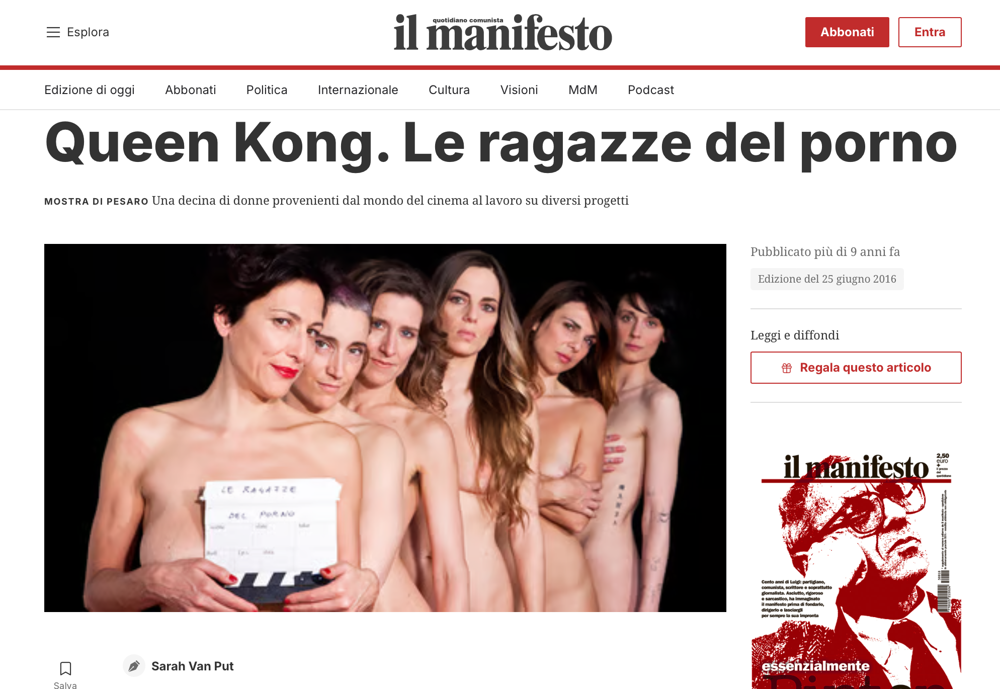 Esplora
quotidiano comunista
il manifesto
Abbonati
Entra
Edizione di oggi
Abbonati
Politica
Internazionale
Cultura
Visioni
MdM
Podcast
Queen Kong. Le ragazze del porno
MOSTRA DI PESARO Una decina di donne provenienti dal mondo del cinema al lavoro su diversi progetti
LE RAGAZZE
DEL PORNO
Pubblicato più di 9 anni fa
Edizione del 25 giugno 2016
Leggi e diffondi
Regala questo articolo
il manifesto
2,50
euro
+
il prezzo
del
quotidiano
Cento anni di Luigi: partigiano,
comunista, scrittore e soprattutto
giornalista. Asciutto, rigoroso
e sarcastico, ha immaginato
il manifesto prima di fondarlo,
dirigerlo e lasciargli
per sempre la sua impronta
essenzialmente
Sarah Van Put
Salva